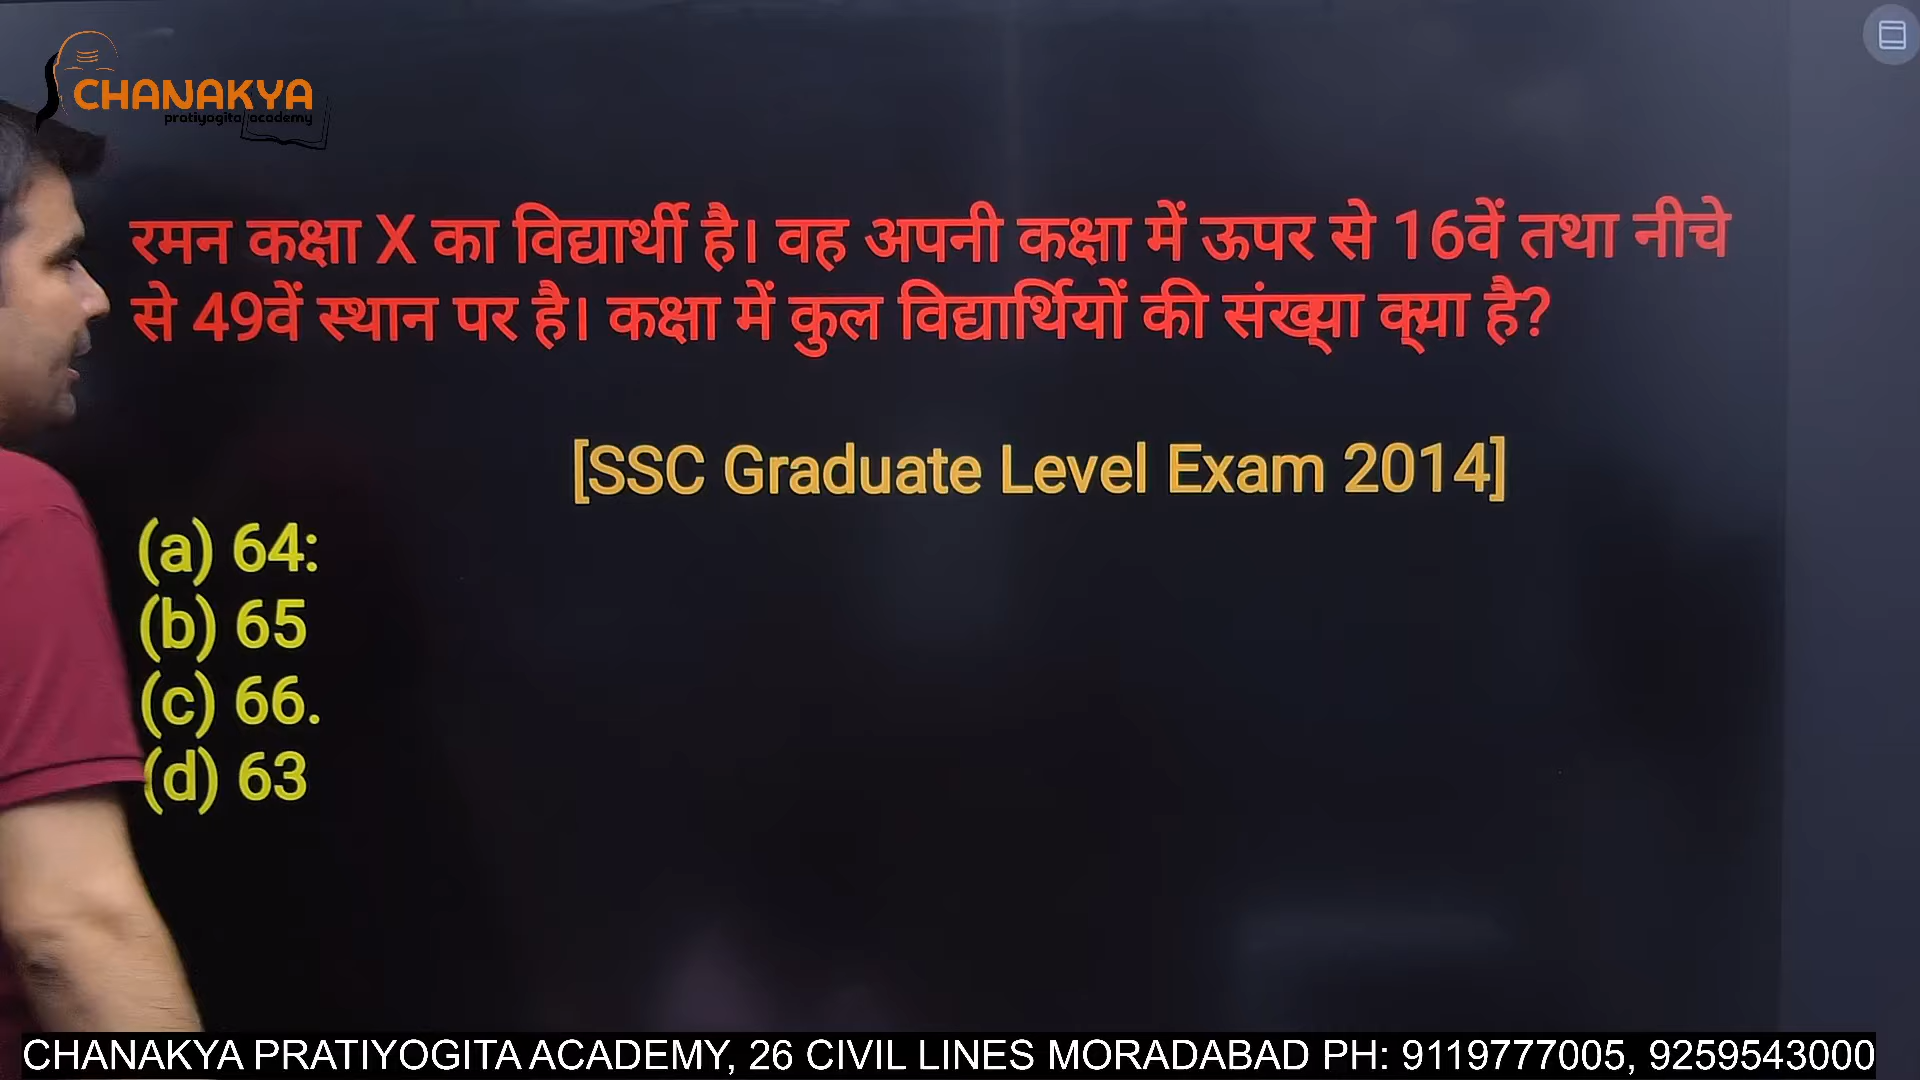 CHANAKYA
pratiyogita academy
रमन कक्षा X का विद्यार्थी है। वह अपनी कक्षा में ऊपर से 16वें तथा नीचे
से 49वें स्थान पर है। कक्षा में कुल विद्यार्थियों की संख्या क्या है?
[SSC Graduate Level Exam 2014]
(a) 64:
(b) 65
(c) 66.
(d) 63
CHANAKYA PRATIYOGITA ACADEMY, 26 CIVIL LINES MORADABAD PH: 9119777005, 9259543000